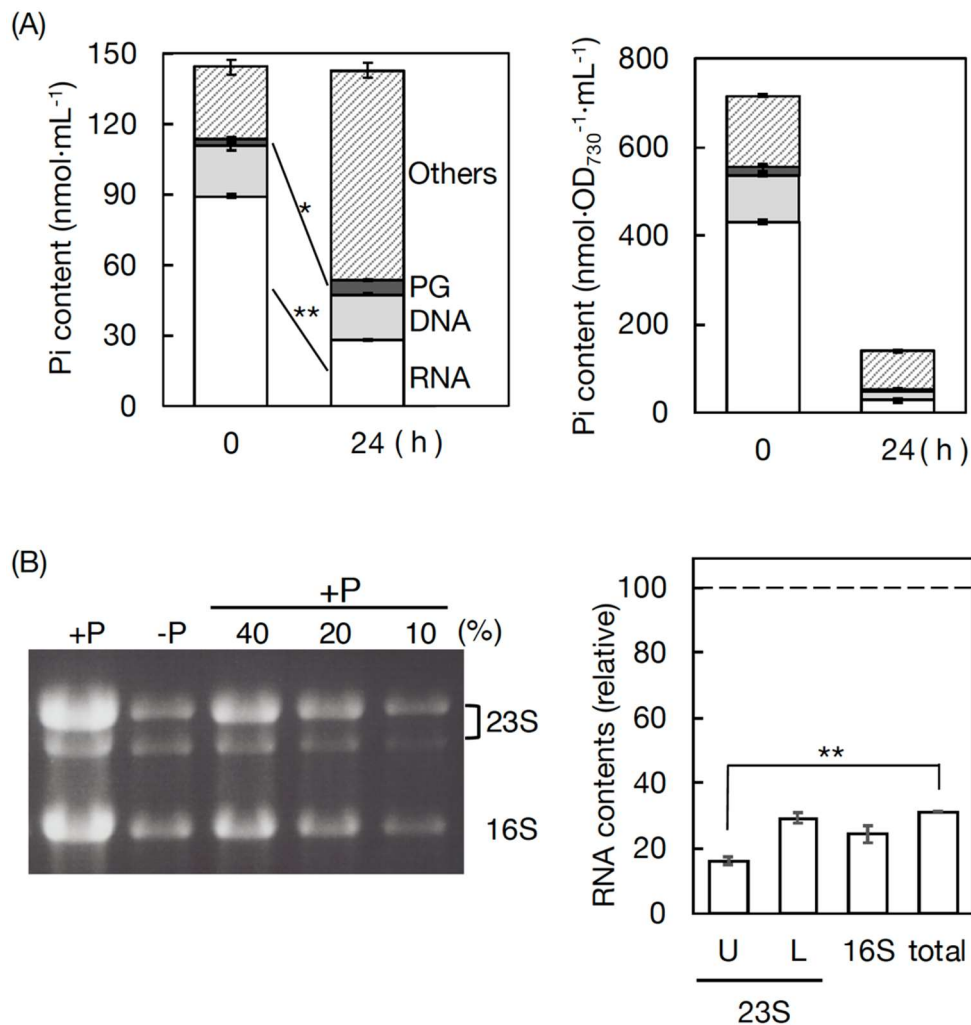 (A)
Pi content (nmol·mL⁻¹)
150
120
90
60
30
0
*
**
Others
PG
DNA
RNA
0 24 ( h )
Pi content (nmol·OD₇₃₀⁻¹·mL⁻¹)
800
600
400
200
0
0 24 ( h )
(B)
+P
+P -P 40 20 10 (%)
23S
16S
RNA contents (relative)
100
80
60
40
20
0
**
U L 16S total
23S